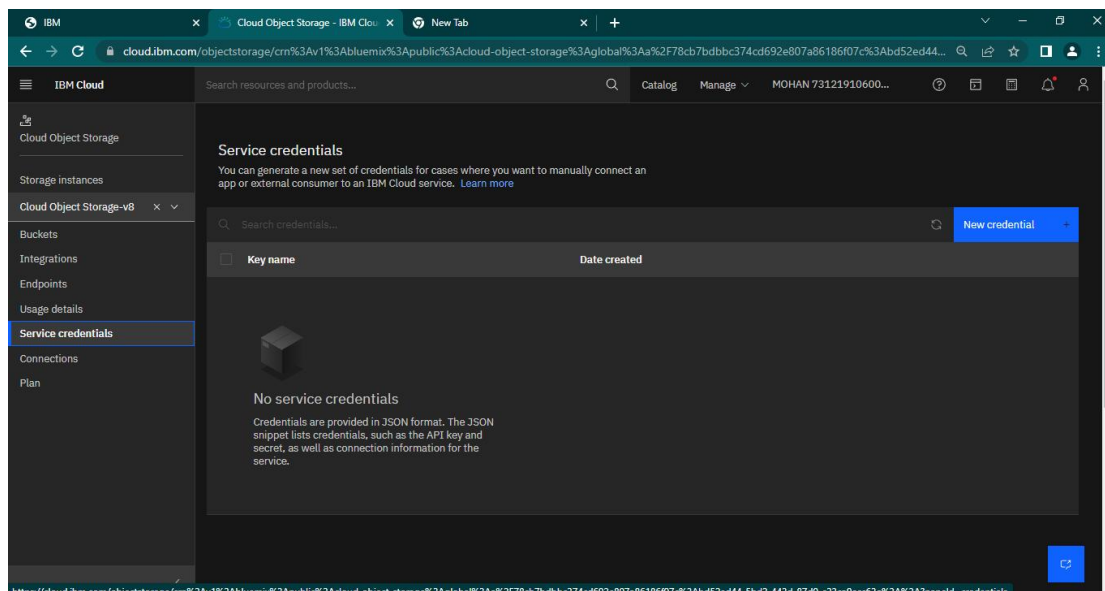 IBM
Cloud Object Storage - IBM Clou
New Tab
cloud.ibm.com/objectstorage/crn%3Av1%3Abluemix%3Apublic%3Acloud-object-storage%3Aglobal%3Aa%2F78cb7bdbbc374cd692e807a86186f07c%3Abd52ed44...
IBM Cloud
Search resources and products...
Catalog
Manage
MOHAN 73121910600...
Cloud Object Storage
Storage instances
Cloud Object Storage-v8
Buckets
Integrations
Endpoints
Usage details
Service credentials
Connections
Plan
Service credentials
You can generate a new set of credentials for cases where you want to manually connect an
app or external consumer to an IBM Cloud service. Learn more
Search credentials...
New credential +
Key name
Date created
No service credentials
Credentials are provided in JSON format. The JSON
snippet lists credentials, such as the API key and
secret, as well as connection information for the
service.